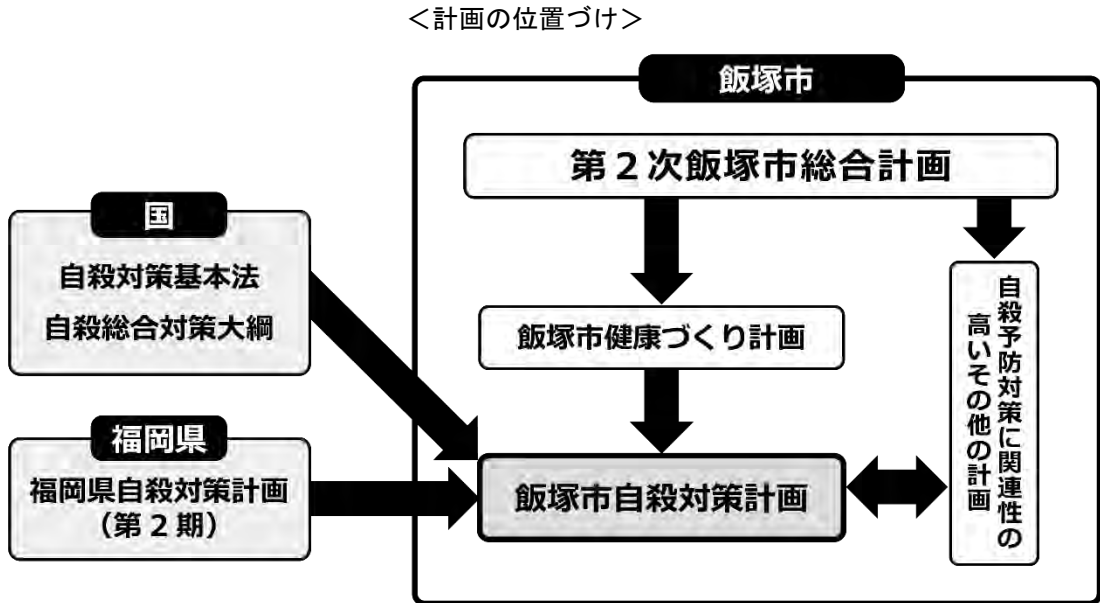 ＜計画の位置づけ＞
飯塚市
第２次飯塚市総合計画
国
自殺対策基本法
自殺総合対策大綱
飯塚市健康づくり計画
自殺予防対策に関連性の
高いその他の計画
福岡県
福岡県自殺対策計画
（第２期）
飯塚市自殺対策計画